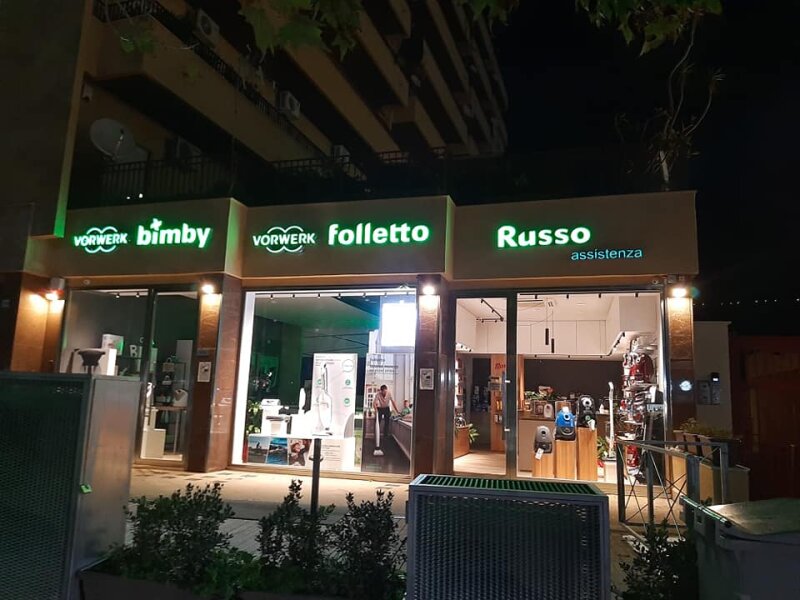 VORWERK bimby
VORWERK folletto
Russo
assistenza